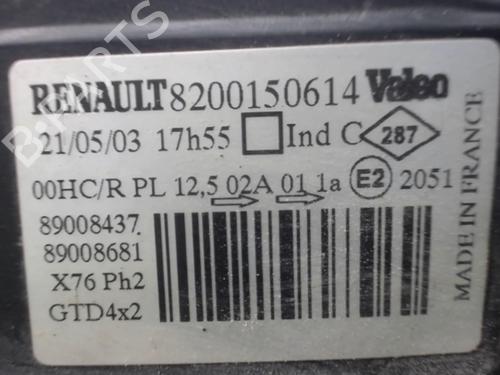 B-PARTS
RENAULT 8200150614 Valeo
21/05/03 17h55 Ind C 287
00HC/R PL 12,5 02A 01 1a E2 2051
89008437
89008681
X76 Ph2
GTD4x2
MADE IN FRANCE